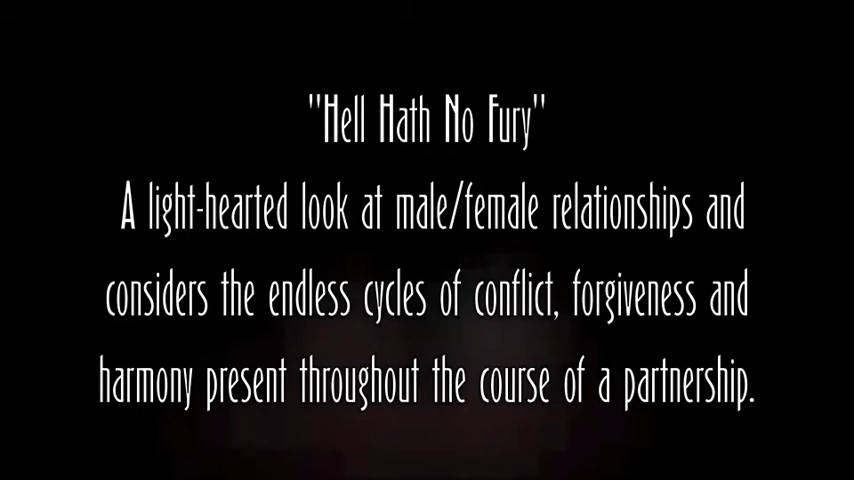 "Hell Hath No Fury"
A light-hearted look at male/female relationships and
considers the endless cycles of conflict, forgiveness and
harmony present throughout the course of a partnership.